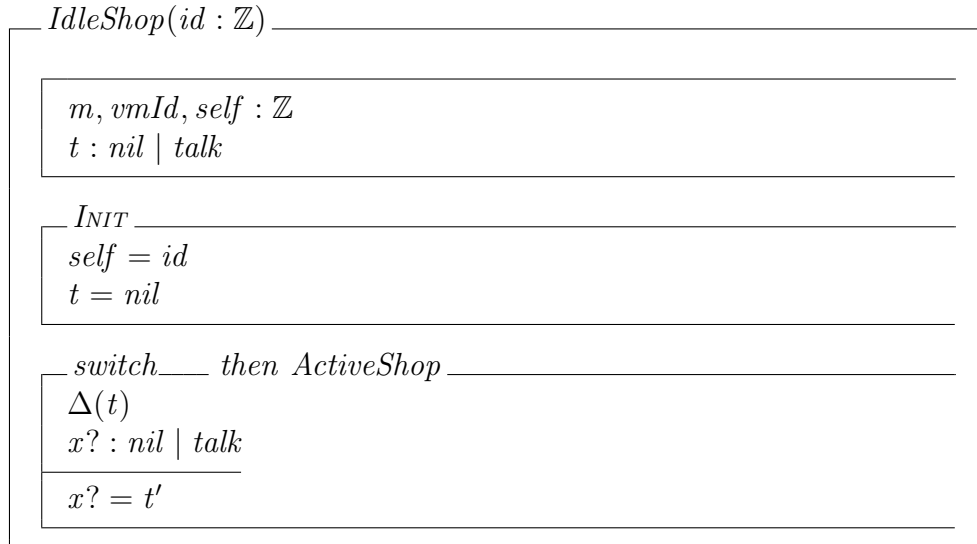 IdleShop(id : ℤ)
m, vmId, self : ℤ
t : nil | talk
INIT
self = id
t = nil
switch then ActiveShop
Δ(t)
x? : nil | talk
x? = t′